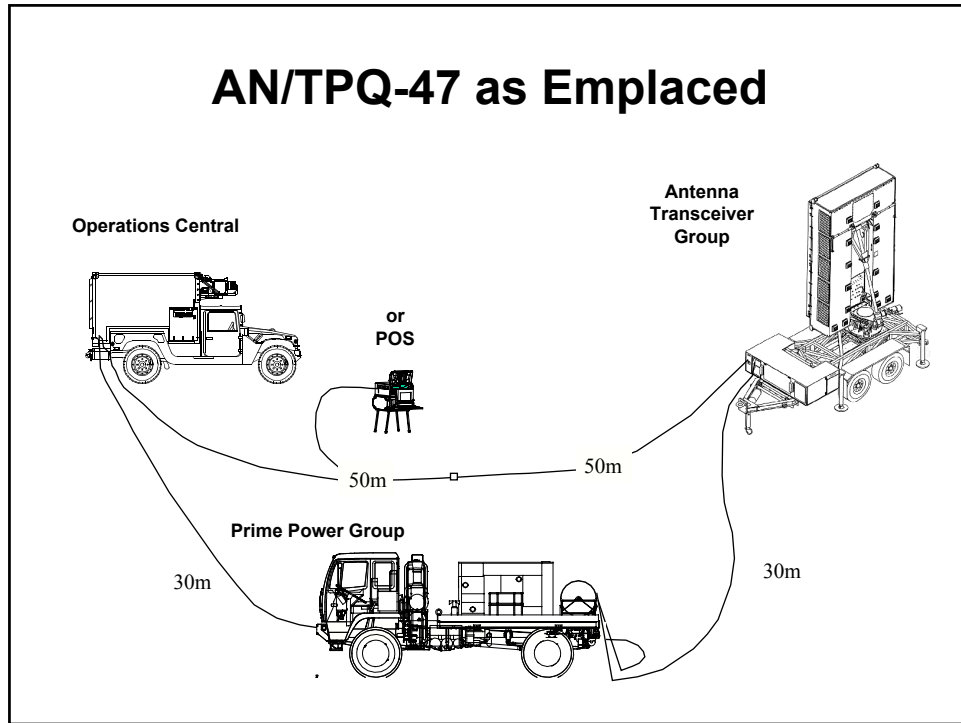 AN/TPQ-47 as Emplaced
Operations Central
or
POS
Antenna
Transceiver
Group
50m
50m
Prime Power Group
30m
30m